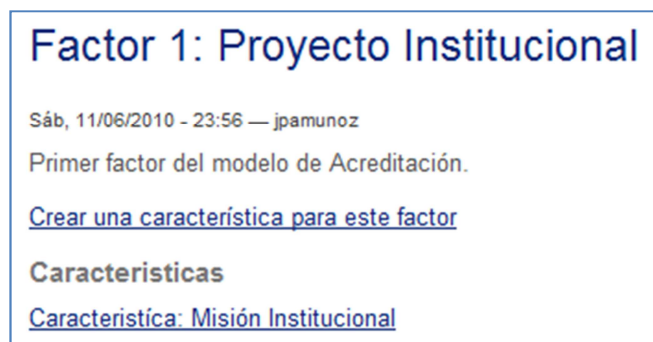 Factor 1: Proyecto Institucional
Sáb, 11/06/2010 - 23:56 — jpamunoz
Primer factor del modelo de Acreditación.
Crear una característica para este factor
Caracteristicas
Caracteristíca: Misión Institucional